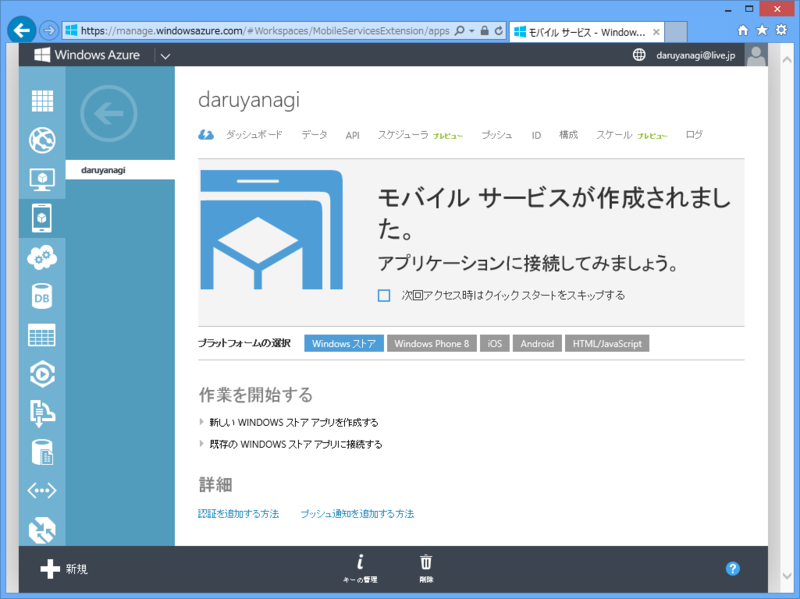 https://manage.windowsazure.com/#Workspaces/MobileServicesExtension/apps
モバイル サービス - Window...
Windows Azure
daruyanagi@live.jp
daruyanagi
daruyanagi
ダッシュボード データ API スケジューラ プレビュー プッシュ ID 構成 スケール プレビュー ログ
モバイル サービスが作成されまし
た。
アプリケーションに接続してみましょう。
次回アクセス時はクイック スタートをスキップする
プラットフォームの選択 Windows ストア Windows Phone 8 iOS Android HTML/JavaScript
作業を開始する
新しい WINDOWS ストア アプリを作成する
既存の WINDOWS ストア アプリに接続する
DB
詳細
認証を追加する方法 プッシュ通知を追加する方法
新規
キーの管理
削除
?